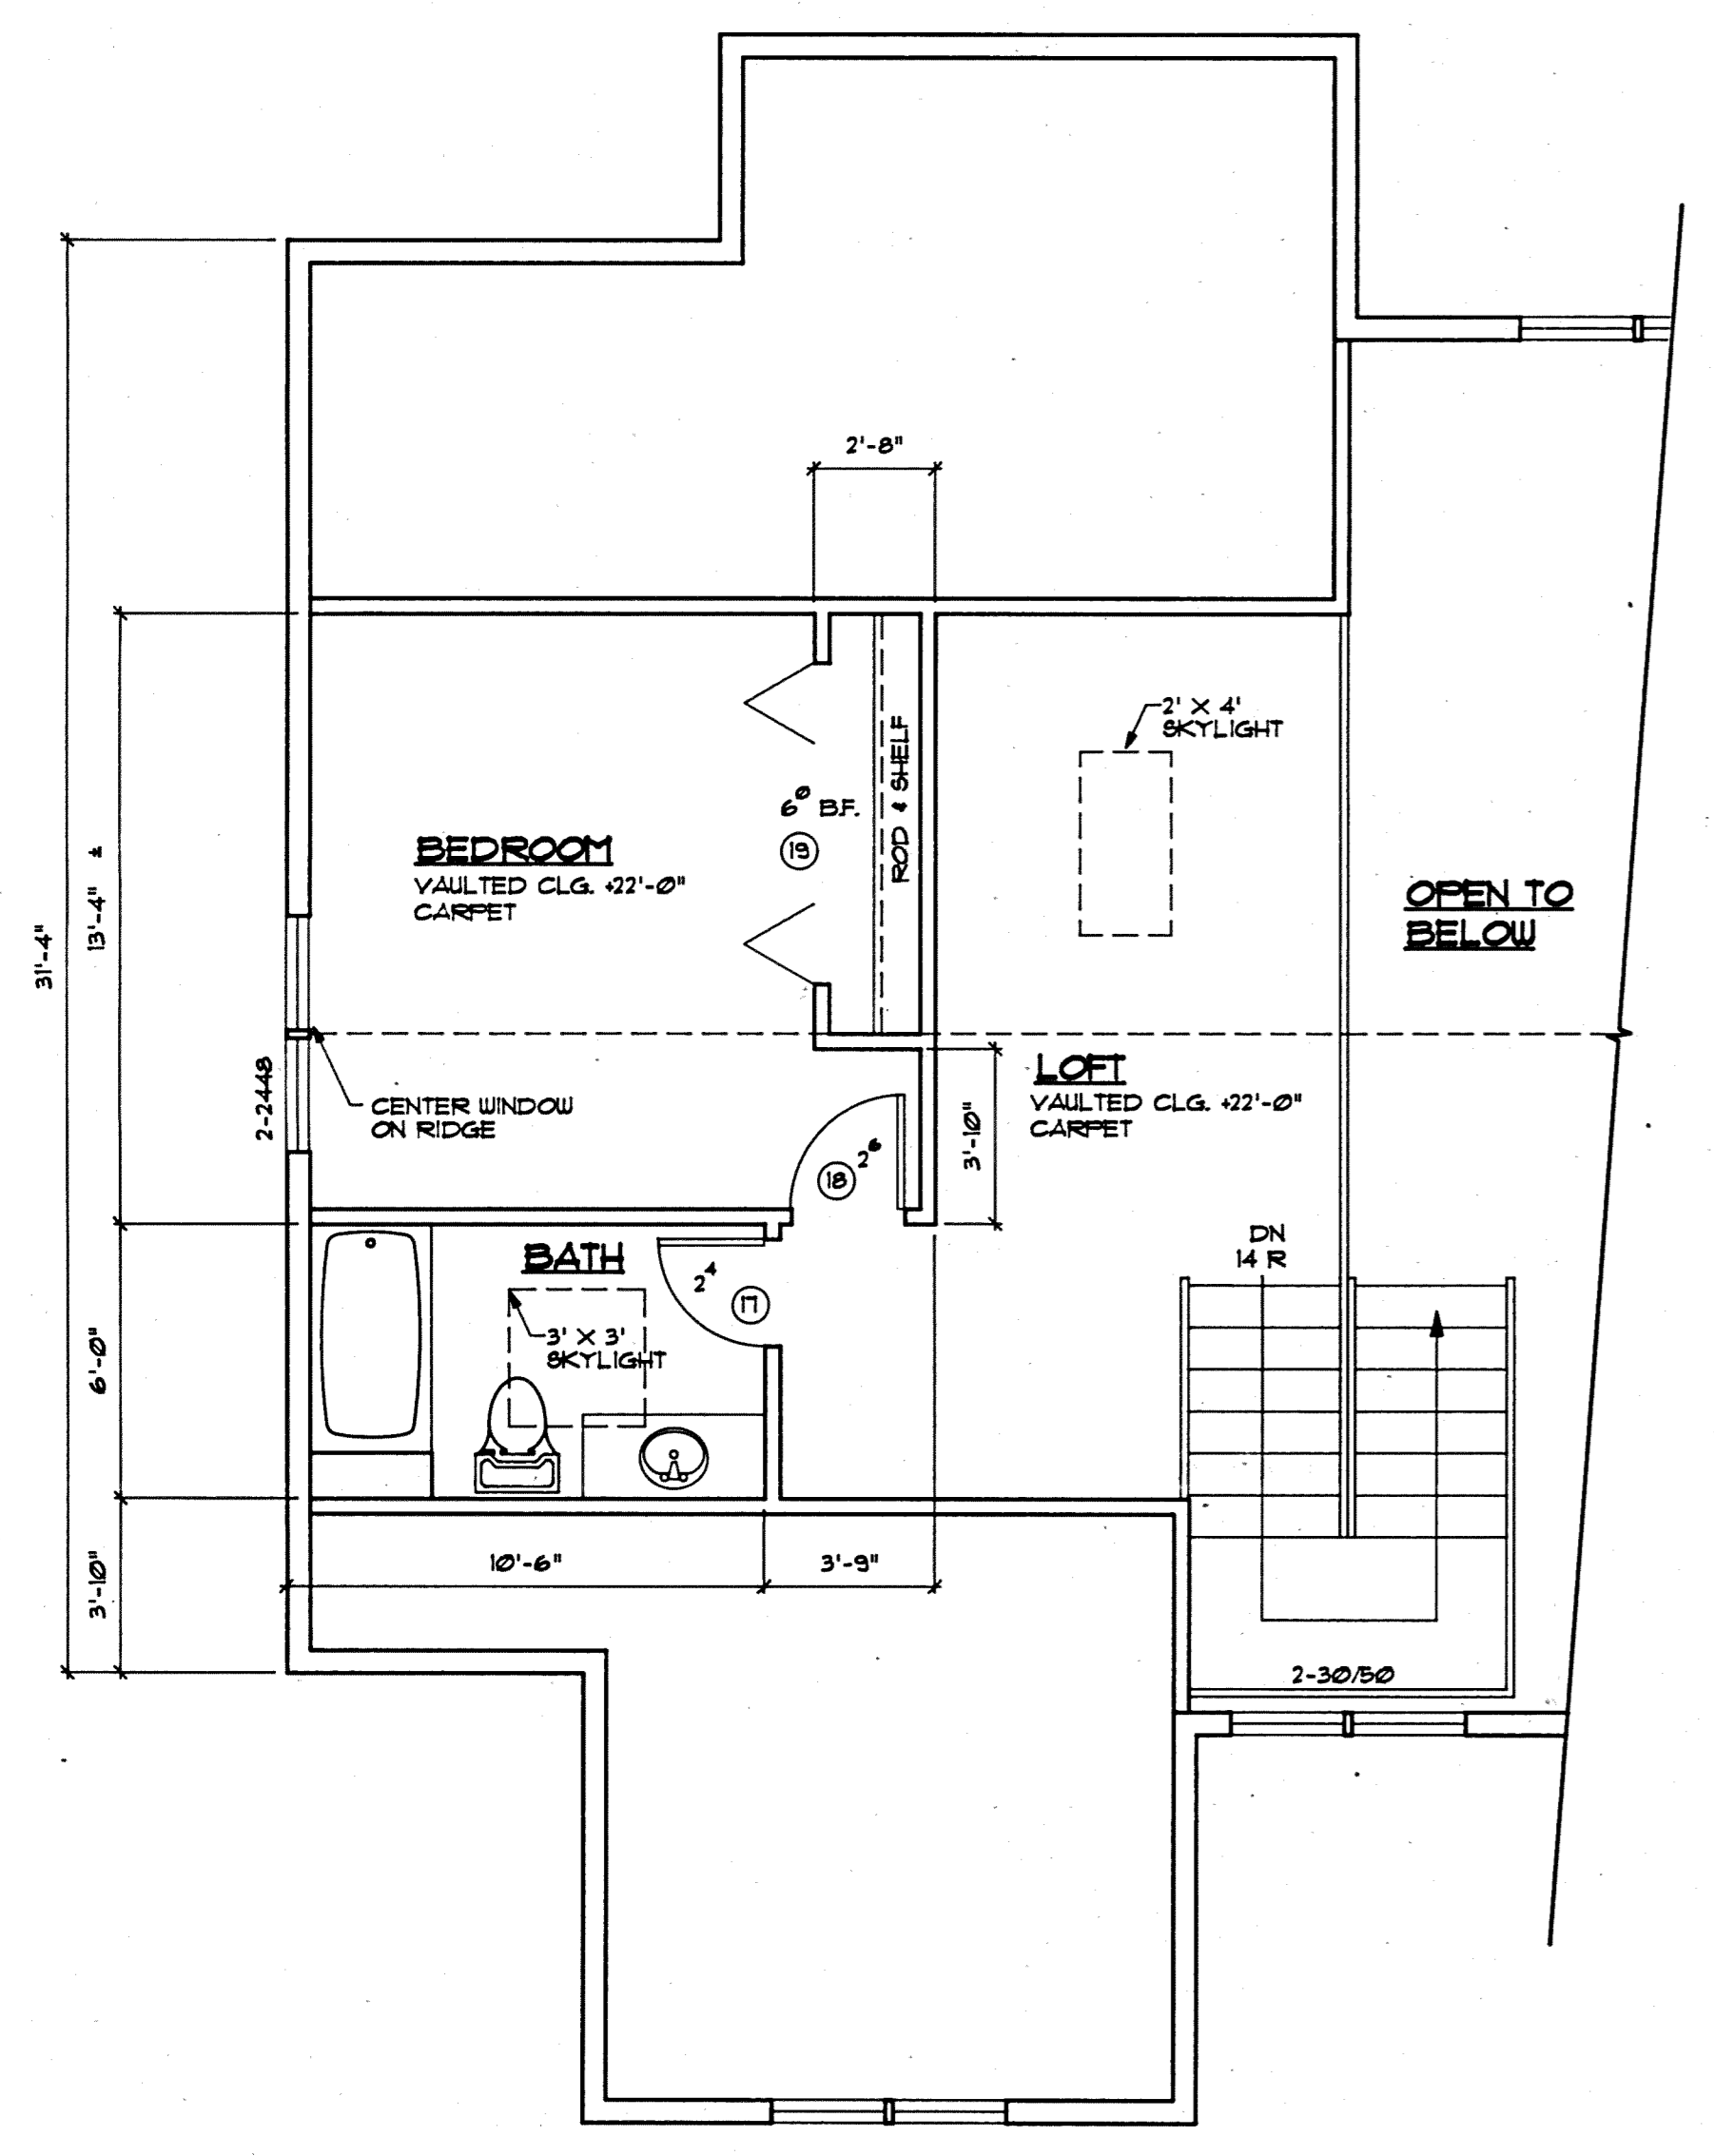 2'-8"
2' X 4'
SKYLIGHT
6⁰ B.F.
19
ROD & SHELF
BEDROOM
VAULTED CLG. +22'-0"
CARPET
OPEN TO
BELOW
13'-4" ±
31'-4"
2-2448
CENTER WINDOW
ON RIDGE
LOFT
VAULTED CLG. +22'-0"
CARPET
3'-10"
2⁶
18
BATH
DN
14 R
2⁴
17
3' X 3'
SKYLIGHT
6'-0"
10'-6"
3'-9"
3'-10"
2-30/50